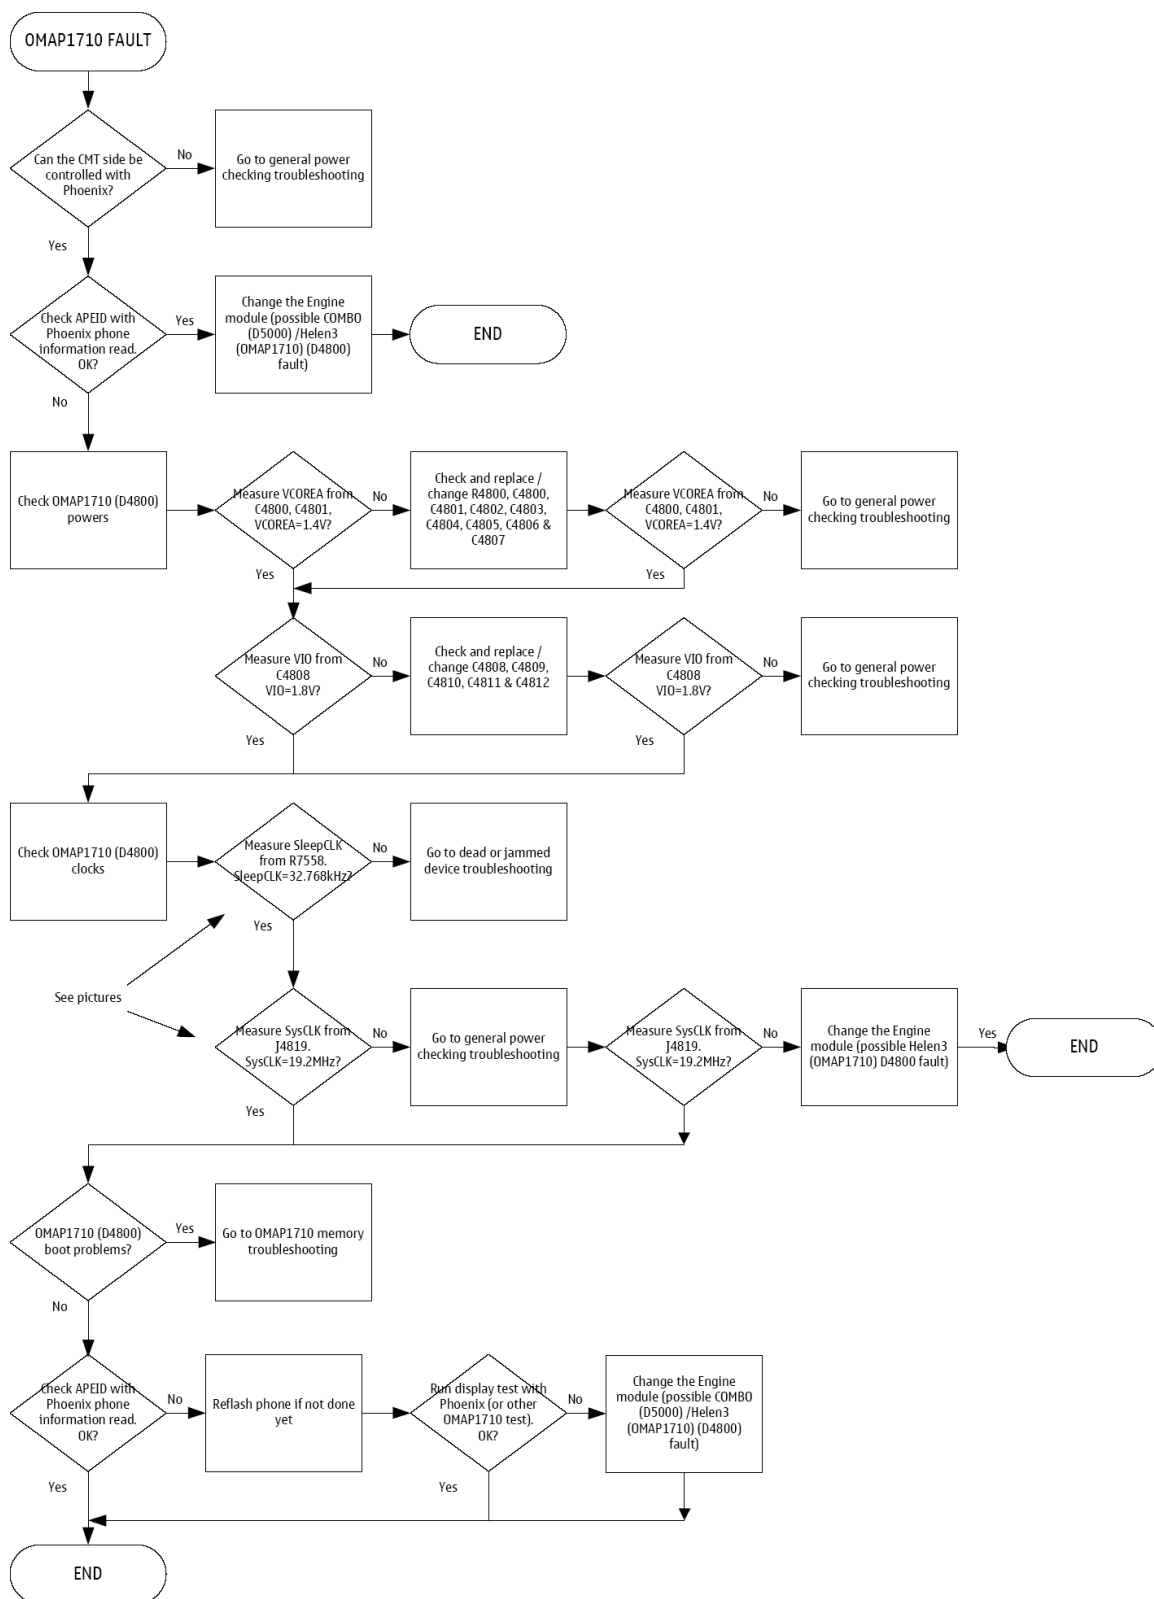 OMAP1710 FAULT
Can the CMT side be
controlled with
Phoenix?
No
Go to general power
checking troubleshooting
Yes
Check APEID with
Phoenix phone
information read.
OK?
Yes
Change the Engine
module (possible COMBO
(D5000) /Helen3
(OMAP1710) (D4800)
fault)
END
No
Check OMAP1710 (D4800)
powers
Measure VCOREA from
C4800, C4801,
VCOREA=1.4V?
No
Check and replace /
change R4800, C4800,
C4801, C4802, C4803,
C4804, C4805, C4806 &
C4807
Measure VCOREA from
C4800, C4801,
VCOREA=1.4V?
No
Go to general power
checking troubleshooting
Yes
Yes
Measure VIO from
C4808
VIO=1.8V?
No
Check and replace /
change C4808, C4809,
C4810, C4811 & C4812
Measure VIO from
C4808
VIO=1.8V?
No
Go to general power
checking troubleshooting
Yes
Yes
Check OMAP1710 (D4800)
clocks
Measure SleepCLK
from R7558.
SleepCLK=32.768kHz?
No
Go to dead or jammed
device troubleshooting
Yes
See pictures
Measure SysCLK from
J4819.
SysCLK=19.2MHz?
No
Go to general power
checking troubleshooting
Measure SysCLK from
J4819.
SysCLK=19.2MHz?
No
Change the Engine
module (possible Helen3
(OMAP1710) D4800 fault)
Yes
END
Yes
OMAP1710 (D4800)
boot problems?
Yes
Go to OMAP1710 memory
troubleshooting
No
Check APEID with
Phoenix phone
information read.
OK?
No
Reflash phone if not done
yet
Run display test with
Phoenix (or other
OMAP1710 test).
OK?
No
Change the Engine
module (possible COMBO
(D5000) /Helen3
(OMAP1710) (D4800)
fault)
Yes
Yes
END